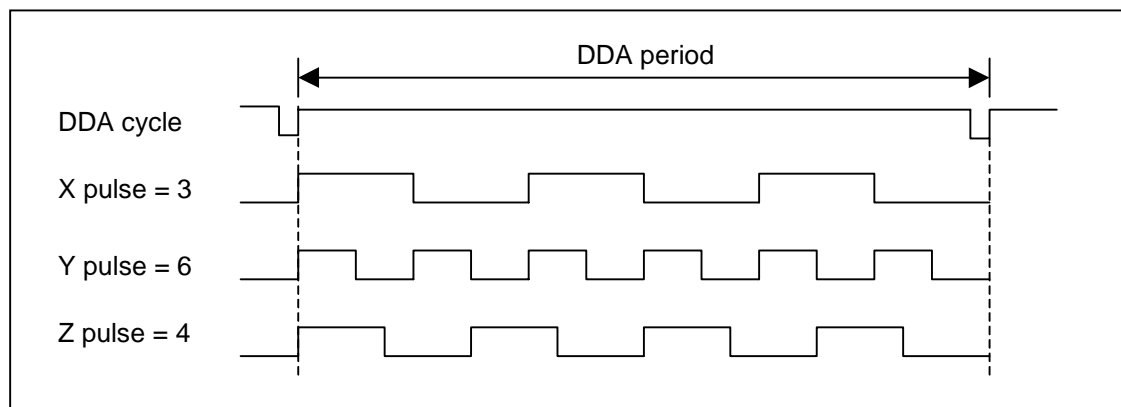 DDA period
DDA cycle
X pulse = 3
Y pulse = 6
Z pulse = 4